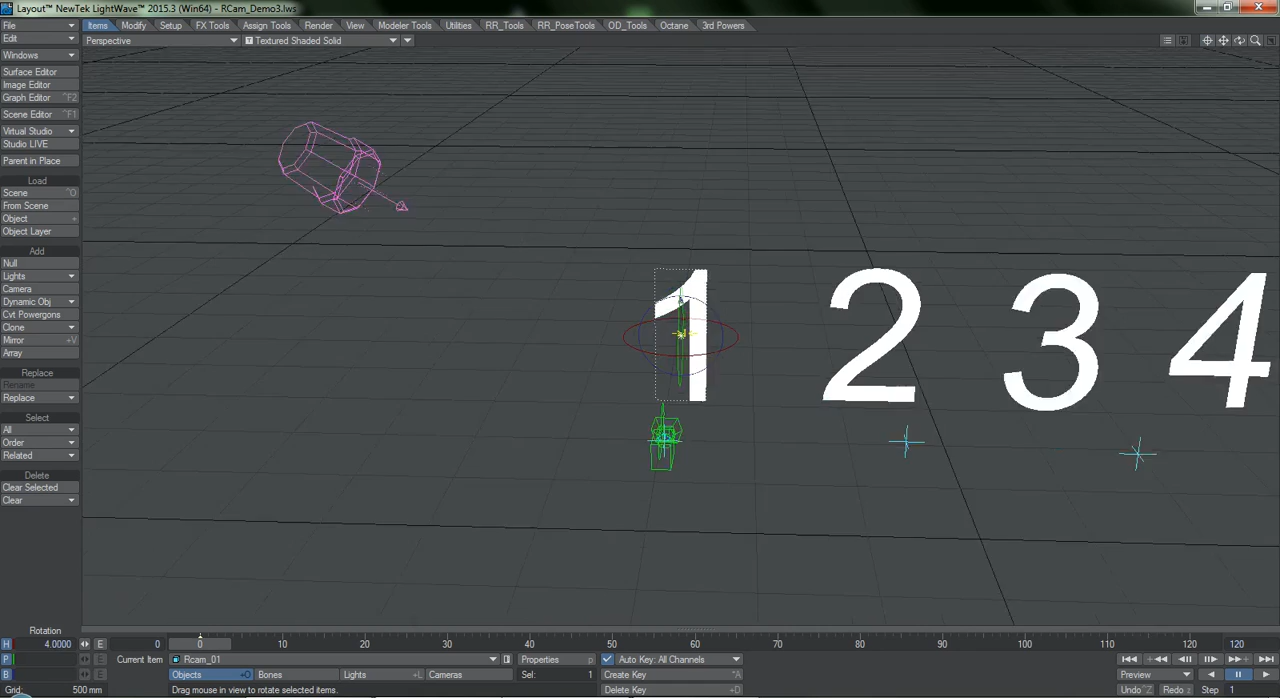 Layout™ NewTek LightWave™ 2015.3 (Win64) - RCam_Demo3.lws
File
Items Modify Setup FX Tools Assign Tools Render View Modeler Tools Utilities RR_Tools RR_PoseTools OD_Tools Octane 3rd Powers
Edit
Perspective
Textured Shaded Solid
Windows
Surface Editor
Image Editor
Graph Editor ^F2
Scene Editor ^F1
Virtual Studio
Studio LIVE
Parent in Place
Load
Scene ^O
From Scene
Object +
Object Layer
Add
Null
Lights
Camera
Dynamic Obj
Cvt Powergons
Clone
Mirror +V
Array
Replace
Rename
Replace
Select
All
Order
Related
Delete
Clear Selected
Clear
1 2 3 4
Rotation
H 4.0000 E 0 0 10 20 30 40 50 60 70 80 90 100 110 120 120
P E Current Item Rcam_01 Properties p Auto Key: All Channels
B E Objects +O Bones Lights +L Cameras Sel: 1 Create Key ^A Preview
Grid: 500 mm Drag mouse in view to rotate selected items. Delete Key +D Undo ^Z Redo Step 1